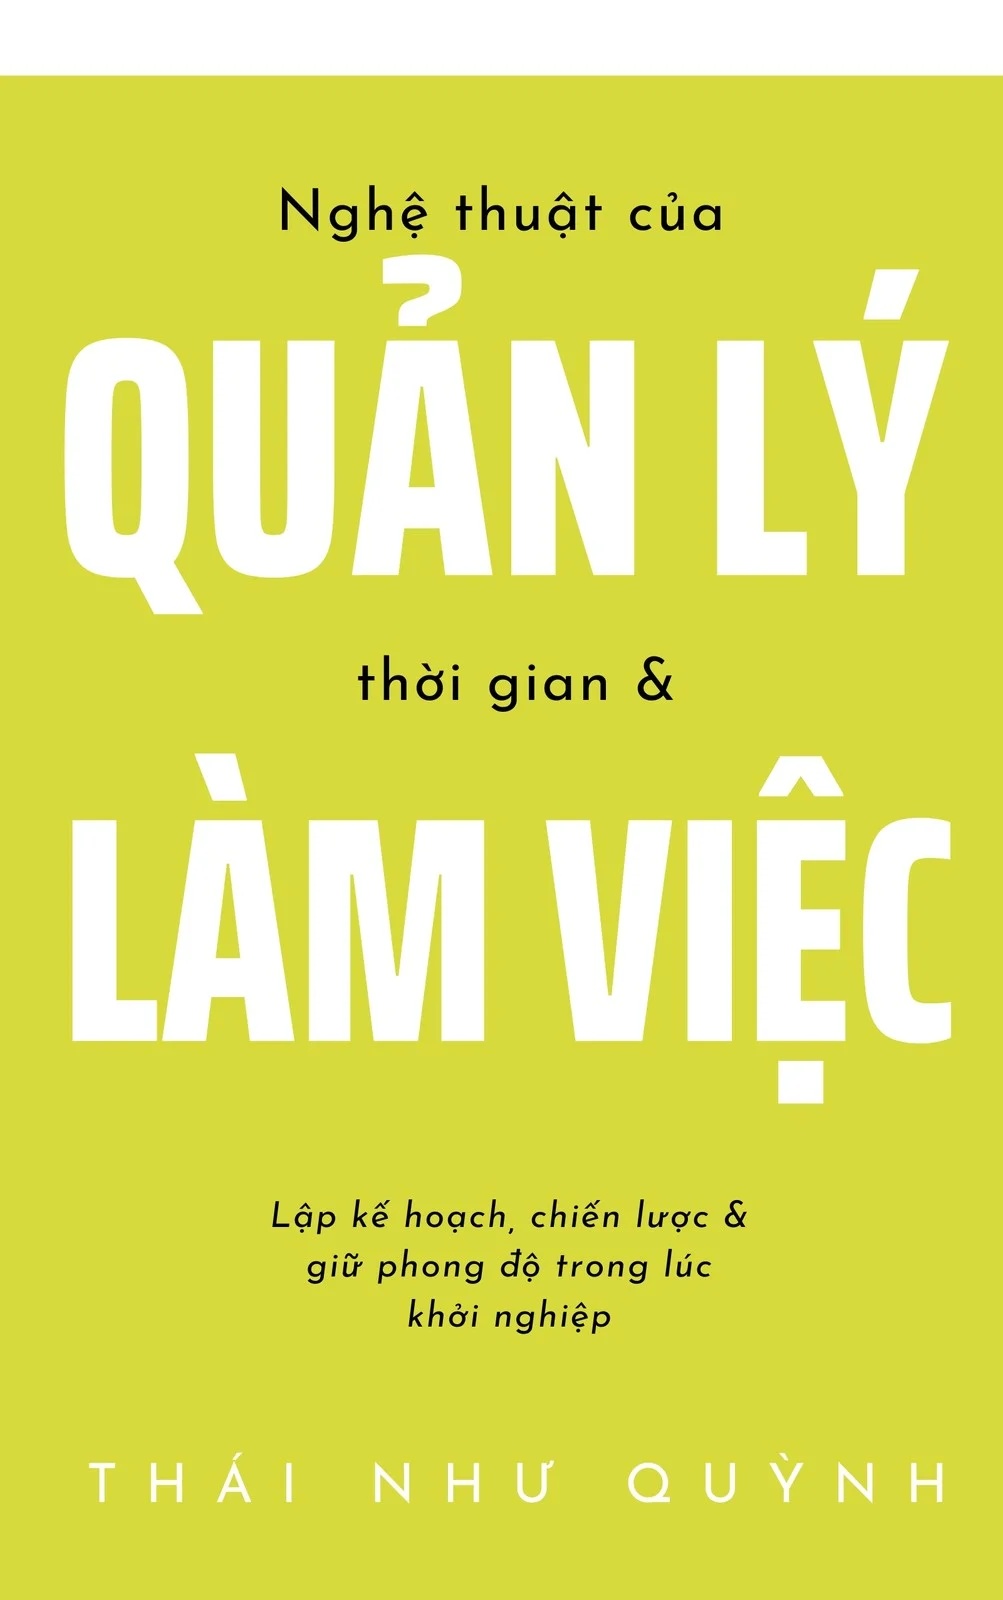 Nghệ thuật của
QUẢN LÝ
thời gian &
LÀM VIỆC
Lập kế hoạch, chiến lược &
giữ phong độ trong lúc
khởi nghiệp
THÁI NHƯ QUỲNH